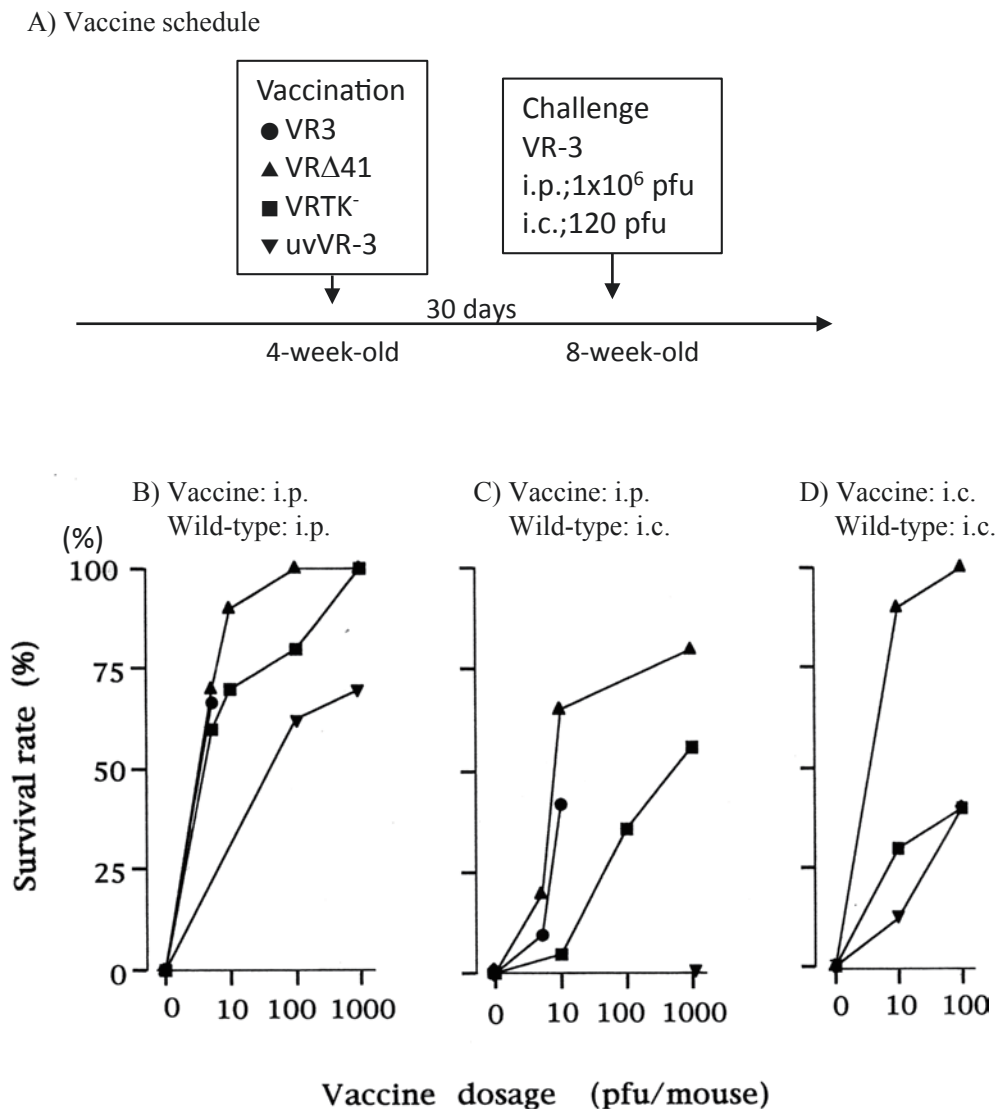 A) Vaccine schedule
Vaccination
● VR3
▲ VRΔ41
■ VRTK⁻
▼ uvVR-3
Challenge
VR-3
i.p.;1x10⁶ pfu
i.c.;120 pfu
30 days
4-week-old
8-week-old
B) Vaccine: i.p.
Wild-type: i.p.
C) Vaccine: i.p.
Wild-type: i.c.
D) Vaccine: i.c.
Wild-type: i.c.
(%)
100
75
50
25
0
Survival rate (%)
0 10 100 1000
0 10 100 1000
0 10 100
Vaccine dosage (pfu/mouse)